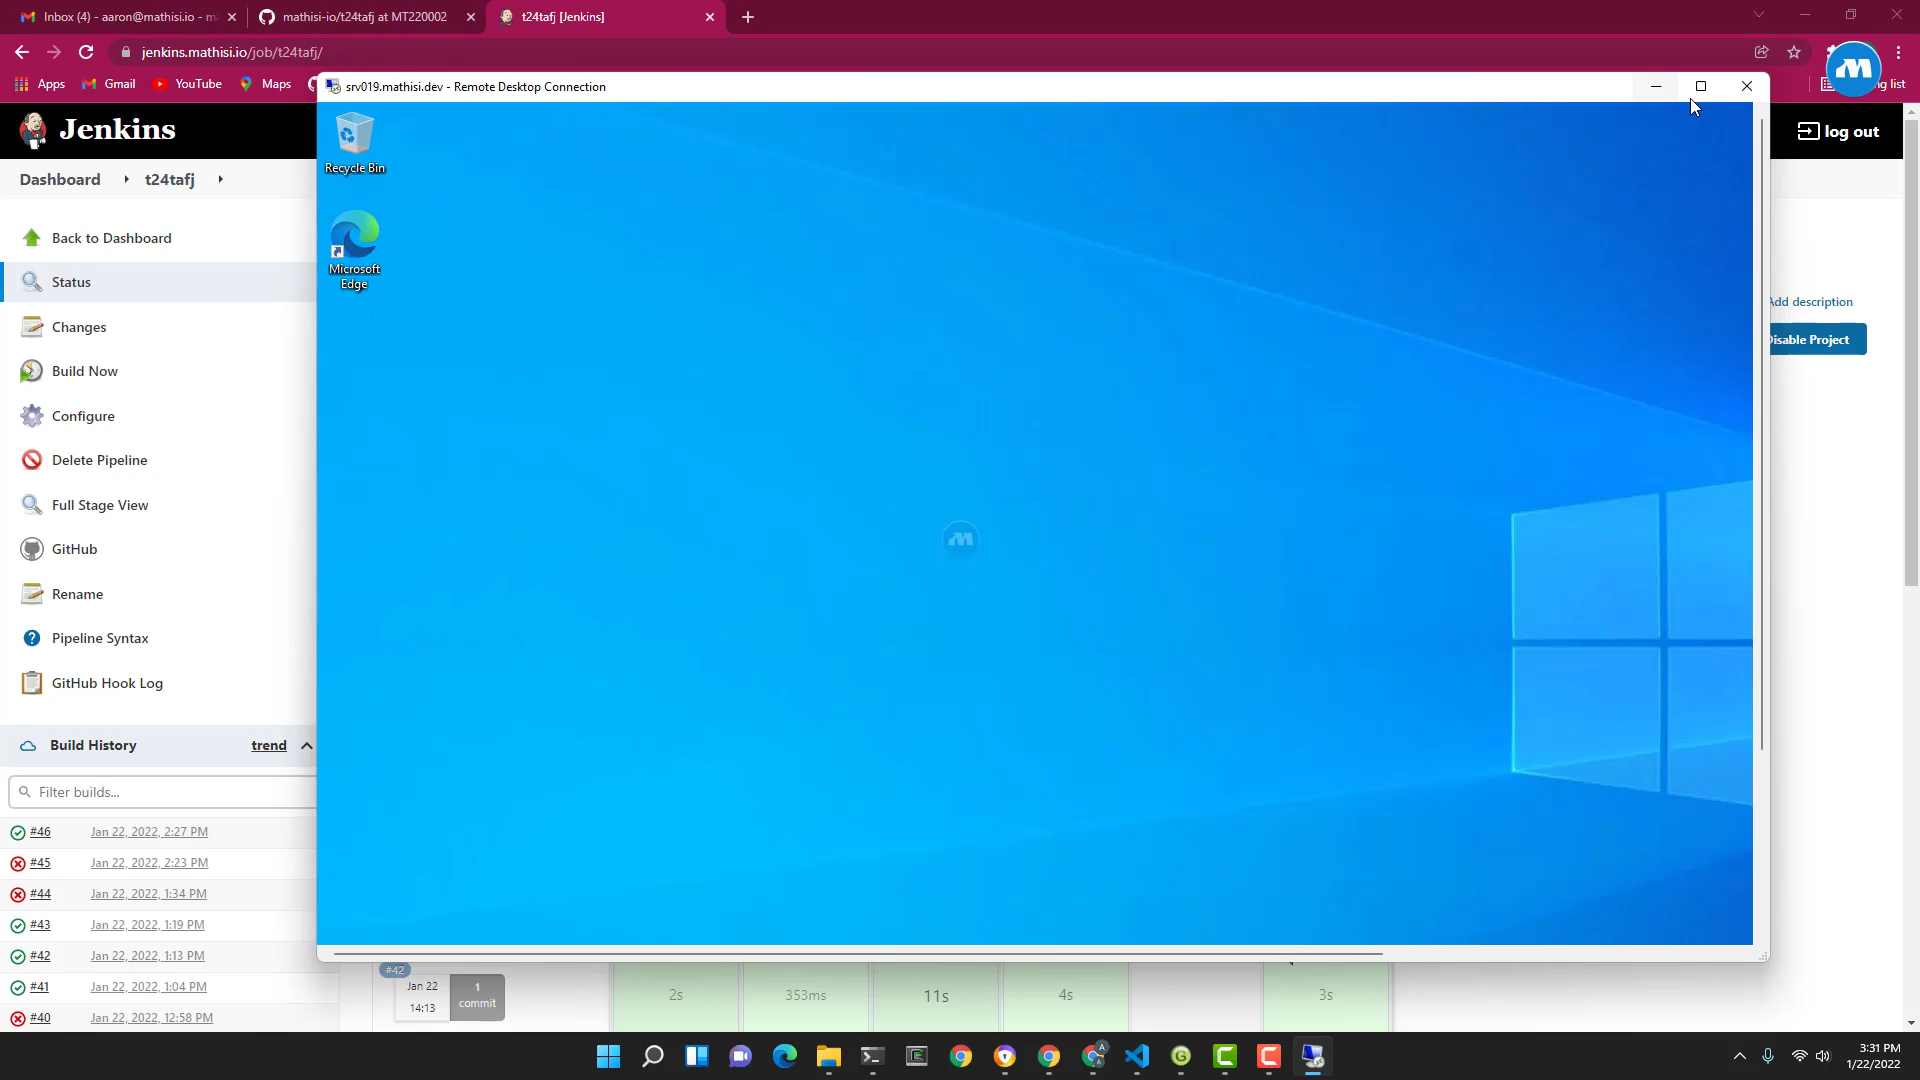 Inbox (4) - aaron@mathisi.io - m
mathisi-io/t24tafj at MT220002
t24tafj [Jenkins]
jenkins.mathisi.io/job/t24tafj/
Apps
Gmail
YouTube
Maps
ng list
srv019.mathisi.dev - Remote Desktop Connection
Jenkins
log out
Dashboard
t24tafj
Recycle Bin
Microsoft
Edge
Back to Dashboard
Status
Changes
Build Now
Configure
Delete Pipeline
Full Stage View
GitHub
Rename
Pipeline Syntax
GitHub Hook Log
Add description
Disable Project
Build History
trend
Filter builds...
#46 Jan 22, 2022, 2:27 PM
#45 Jan 22, 2022, 2:23 PM
#44 Jan 22, 2022, 1:34 PM
#43 Jan 22, 2022, 1:19 PM
#42 Jan 22, 2022, 1:13 PM
#41 Jan 22, 2022, 1:04 PM
#40 Jan 22, 2022, 12:58 PM
#42
Jan 22
14:13
1
commit
2s
353ms
11s
4s
3s
3:31 PM
1/22/2022